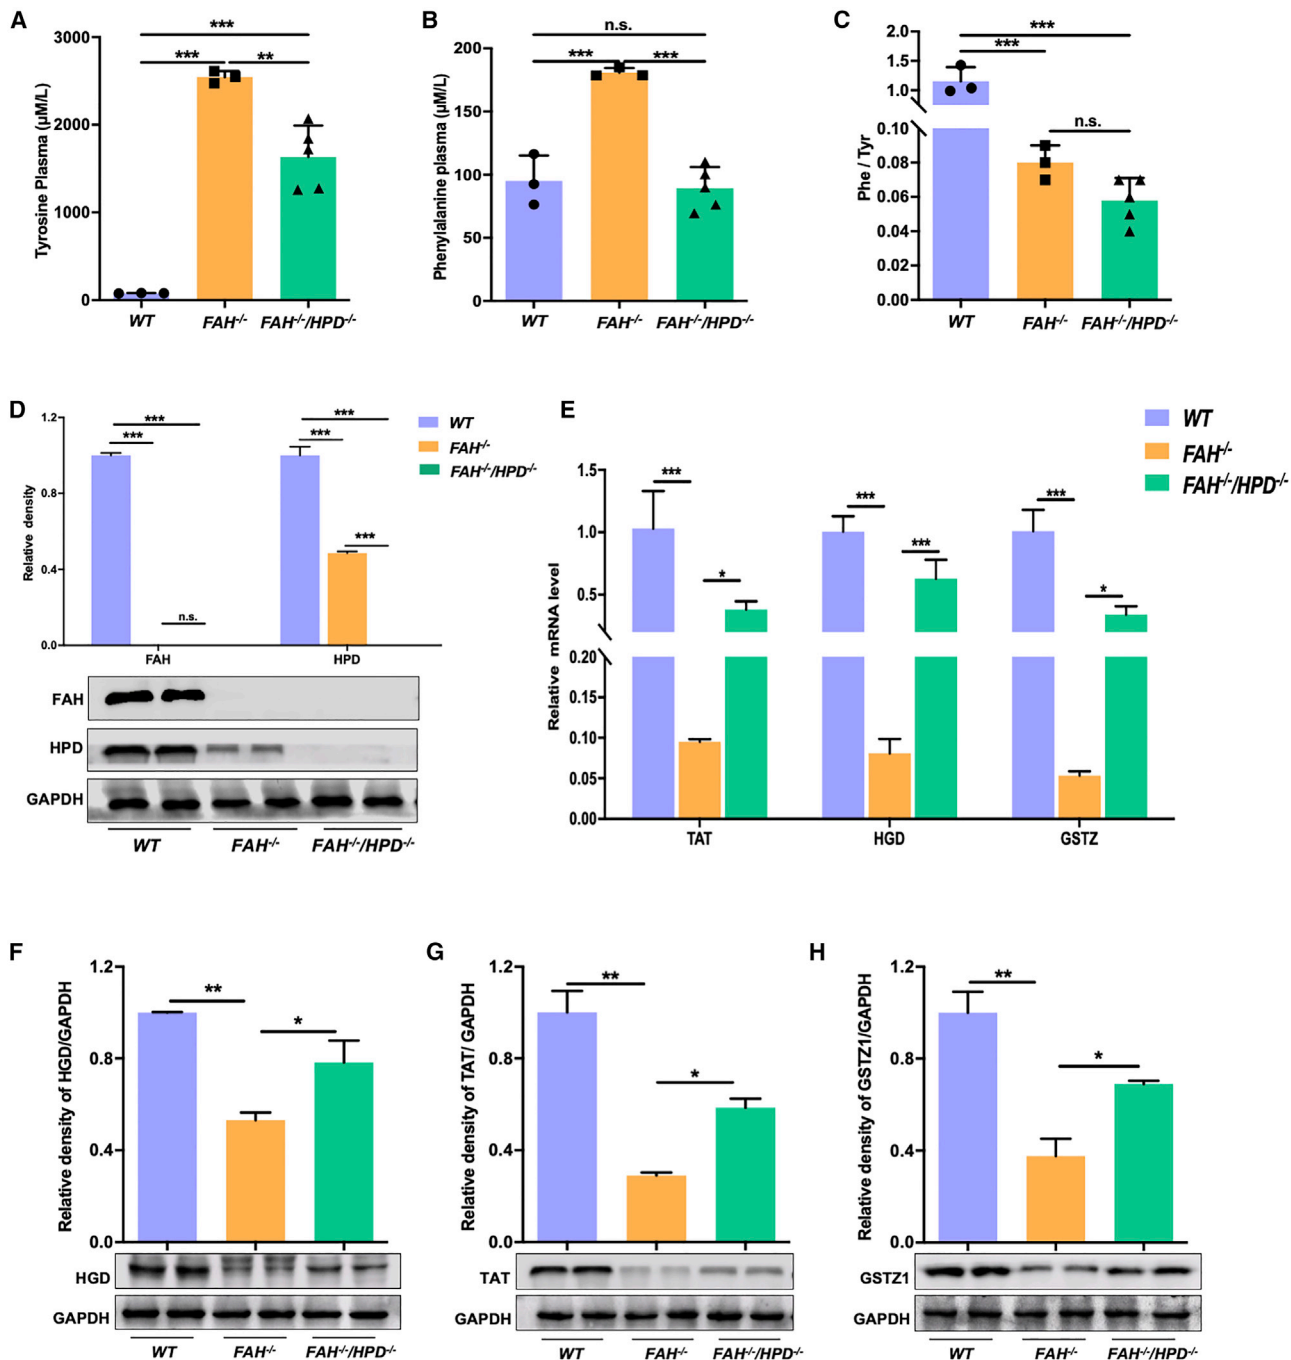 A
Tyrosine Plasma (μM/L)
3000
2000
1000
0
***
***
**
WT
FAH-/-
FAH-/-/HPD-/-
B
Phenylalanine plasma (μM/L)
200
150
100
50
0
n.s.
***
***
WT
FAH-/-
FAH-/-/HPD-/-
C
Phe / Tyr
2.0
1.5
1.0
0.10
0.08
0.06
0.04
0.02
0.00
***
***
n.s.
WT
FAH-/-
FAH-/-/HPD-/-
D
Relative density
1.2
0.8
0.4
0.0
***
***
n.s.
***
***
***
FAH
HPD
WT
FAH-/-
FAH-/-/HPD-/-
FAH
HPD
GAPDH
WT
FAH-/-
FAH-/-/HPD-/-
E
Relative mRNA level
1.5
1.0
0.5
0.20
0.15
0.10
0.05
0.00
***
*
***
***
***
*
TAT
HGD
GSTZ
WT
FAH-/-
FAH-/-/HPD-/-
F
Relative density of HGD/GAPDH
1.2
0.8
0.4
0.0
**
*
HGD
GAPDH
WT
FAH-/-
FAH-/-/HPD-/-
G
Relative density of TAT/ GAPDH
1.2
0.8
0.4
0.0
**
*
TAT
GAPDH
WT
FAH-/-
FAH-/-/HPD-/-
H
Relative density of GSTZ1/GAPDH
1.2
0.8
0.4
0.0
**
*
GSTZ1
GAPDH
WT
FAH-/-
FAH-/-/HPD-/-